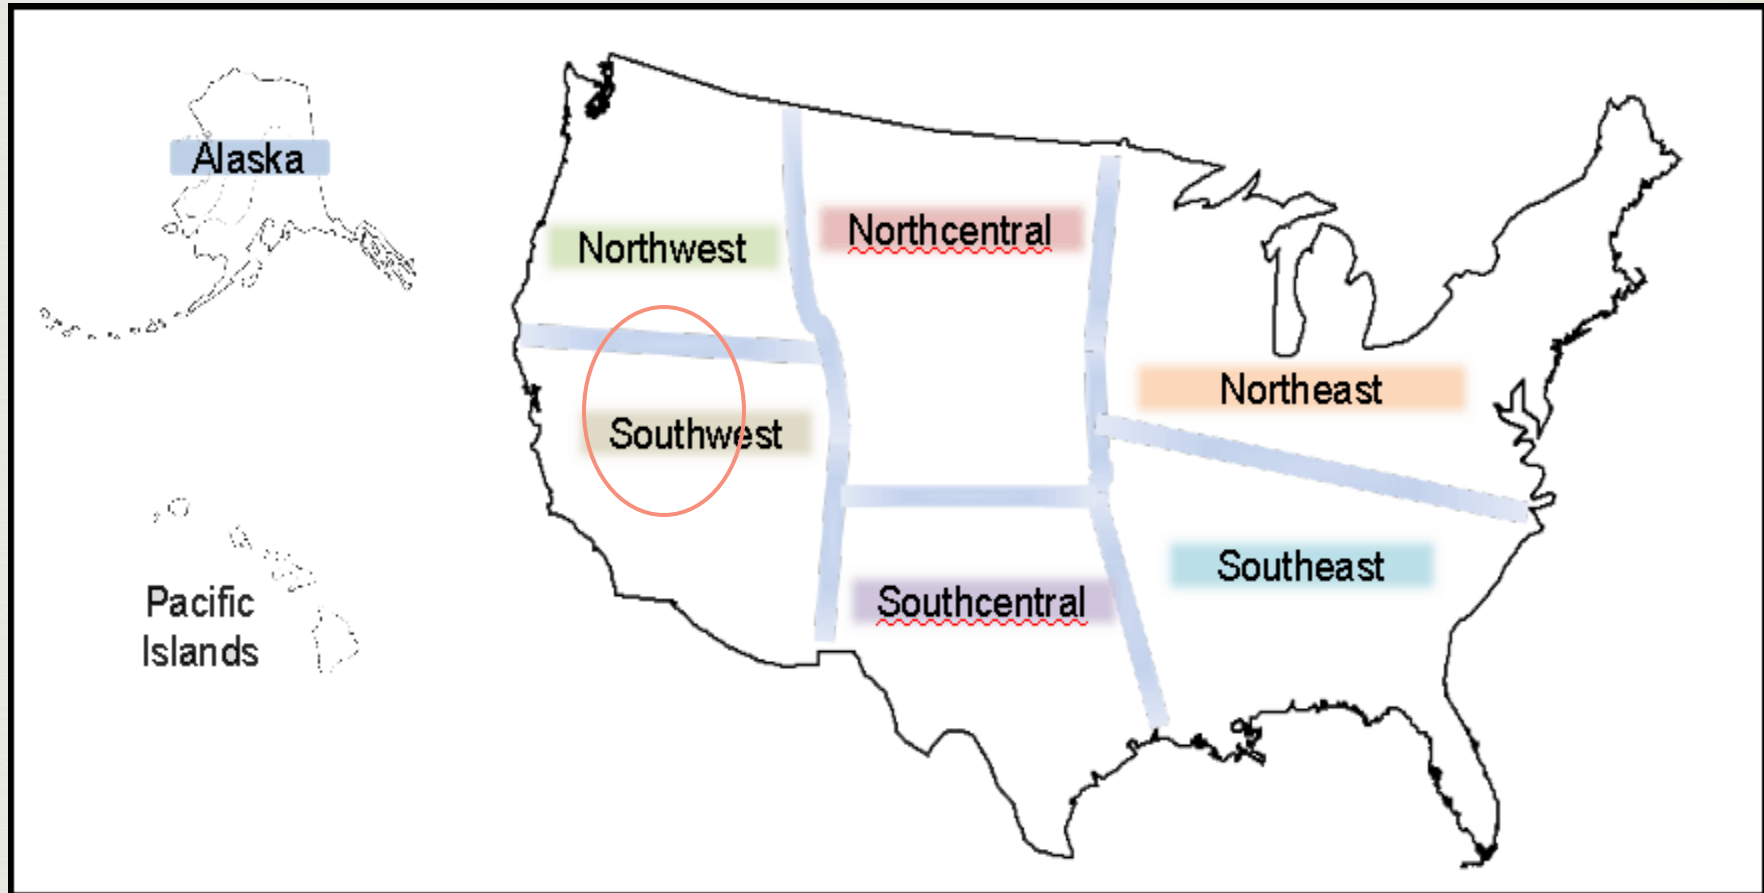 Alaska
Northwest
Northcentral
Northeast
Southwest
Southcentral
Southeast
Pacific
Islands